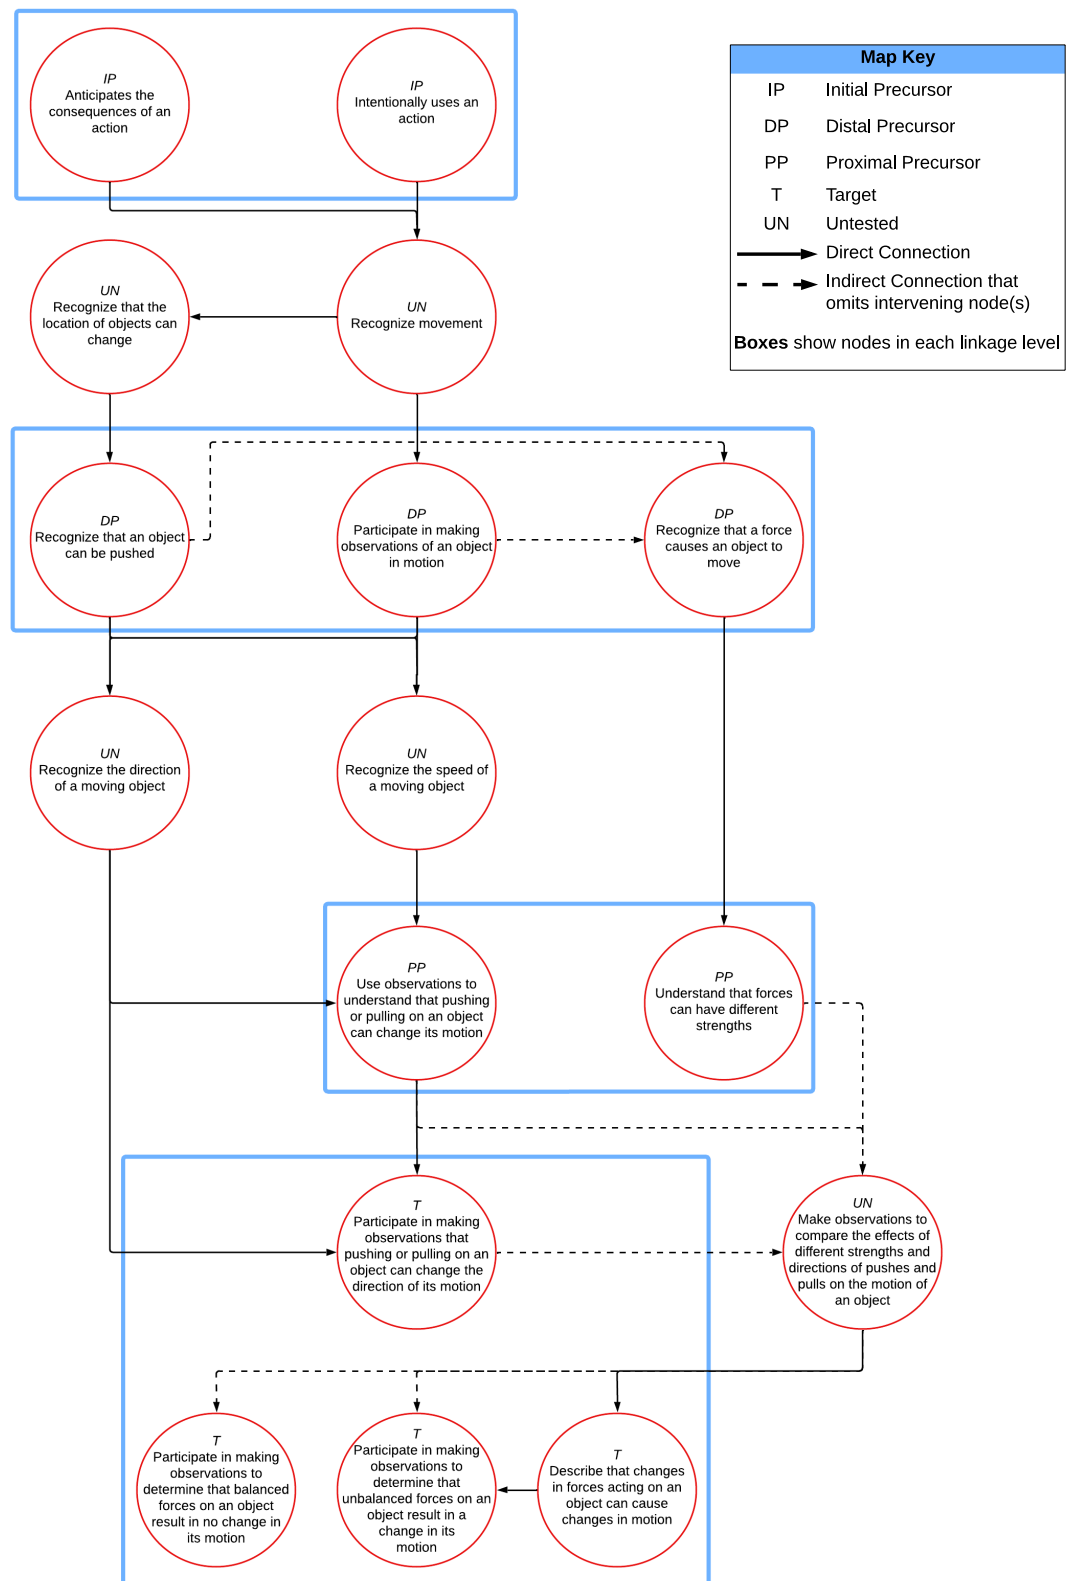 IP
Anticipates the
consequences of an
action
IP
Intentionally uses an
action
Map Key
IP Initial Precursor
DP Distal Precursor
PP Proximal Precursor
T Target
UN Untested
Direct Connection
Indirect Connection that
omits intervening node(s)
Boxes show nodes in each linkage level
UN
Recognize that the
location of objects can
change
UN
Recognize movement
DP
Recognize that an object
can be pushed
DP
Participate in making
observations of an object
in motion
DP
Recognize that a force
causes an object to
move
UN
Recognize the direction
of a moving object
UN
Recognize the speed of
a moving object
PP
Use observations to
understand that pushing
or pulling on an object
can change its motion
PP
Understand that forces
can have different
strengths
T
Participate in making
observations that
pushing or pulling on an
object can change the
direction of its motion
UN
Make observations to
compare the effects of
different strengths and
directions of pushes and
pulls on the motion of
an object
T
Participate in making
observations to
determine that balanced
forces on an object
result in no change in
its motion
T
Participate in making
observations to
determine that
unbalanced forces on an
object result in a
change in its
motion
T
Describe that changes
in forces acting on an
object can cause
changes in motion